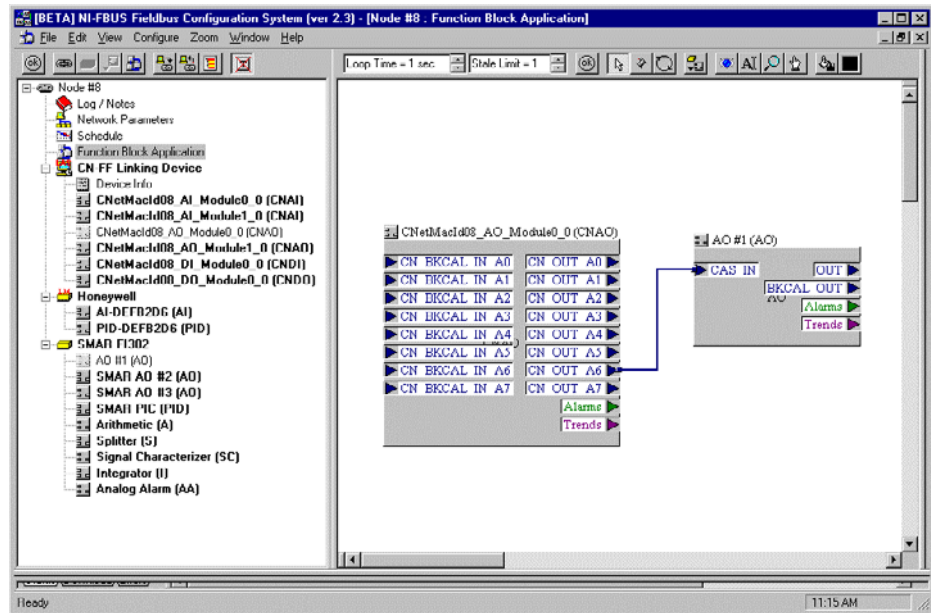 [BETA] NI-FBUS Fieldbus Configuration System (ver 2.3) - [Node #8 : Function Block Application]
File Edit View Configure Zoom Window Help
Loop Time = 1 sec Stale Limit = 1
Node #8
Log / Notes
Network Parameters
Schedule
Function Block Application
CN-FF Linking Device
Device Info
CNetMacId08_AI_Module0_0 (CNAI)
CNetMacId08_AI_Module1_0 (CNAI)
CNetMacId08_AO_Module0_0 (CNAO)
CNetMacId08_AO_Module1_0 (CNAO)
CNetMacId08_DI_Module0_0 (CNDI)
CNetMacId08_DO_Module0_0 (CNDO)
Honeywell
AI-DEFB2D6 (AI)
PID-DEFB2D6 (PID)
SMAR FI302
AO #1 (AO)
SMAR AO #2 (AO)
SMAR AO #3 (AO)
SMAR PIC (PID)
Arithmetic (A)
Splitter (S)
Signal Characterizer (SC)
Integrator (I)
Analog Alarm (AA)
CNetMacId08_AO_Module0_0 (CNAO)
CN BKCAL IN A0 CN OUT A0
CN BKCAL IN A1 CN OUT A1
CN BKCAL IN A2 CN OUT A2
CN BKCAL IN A3 CN OUT A3
CN BKCAL IN A4 CN OUT A4
CN BKCAL IN A5 CN OUT A5
CN BKCAL IN A6 CN OUT A6
CN BKCAL IN A7 CN OUT A7
Alarms
Trends
AO #1 (AO)
CAS IN OUT
BKCAL OUT
AO
Alarms
Trends
Ready 11:15 AM